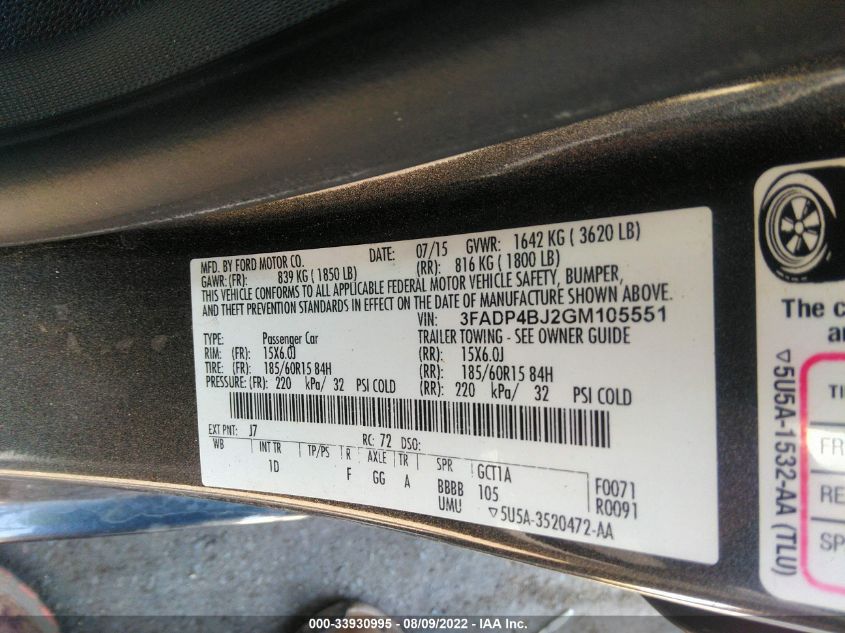 MFD. BY FORD MOTOR CO. DATE: 07/15 GVWR: 1642 KG ( 3620 LB)
GAWR: (FR): 839 KG ( 1850 LB) (RR): 816 KG ( 1800 LB)
THIS VEHICLE CONFORMS TO ALL APPLICABLE FEDERAL MOTOR VEHICLE SAFETY, BUMPER,
AND THEFT PREVENTION STANDARDS IN EFFECT ON THE DATE OF MANUFACTURE SHOWN ABOVE.
VIN: 3FADP4BJ2GM105551
TYPE: Passenger Car TRAILER TOWING - SEE OWNER GUIDE
RIM: (FR): 15X6.0J (RR): 15X6.0J
TIRE: (FR): 185/60R15 84H (RR): 185/60R15 84H
PRESSURE: (FR): 220 kPa/ 32 PSI COLD (RR): 220 kPa/ 32 PSI COLD
EXT PNT: J7 RC: 72 DSO:
WB INT TR TP/PS R AXLE TR SPR GCT1A
1D F GG A BBBB 105 F0071
UMU ▽5U5A-3520472-AA R0091
The c
an
▽5U5A-1532-AA (TLU)
TI
FR
RE
SP
000-33930995 - 08/09/2022 - IAA Inc.